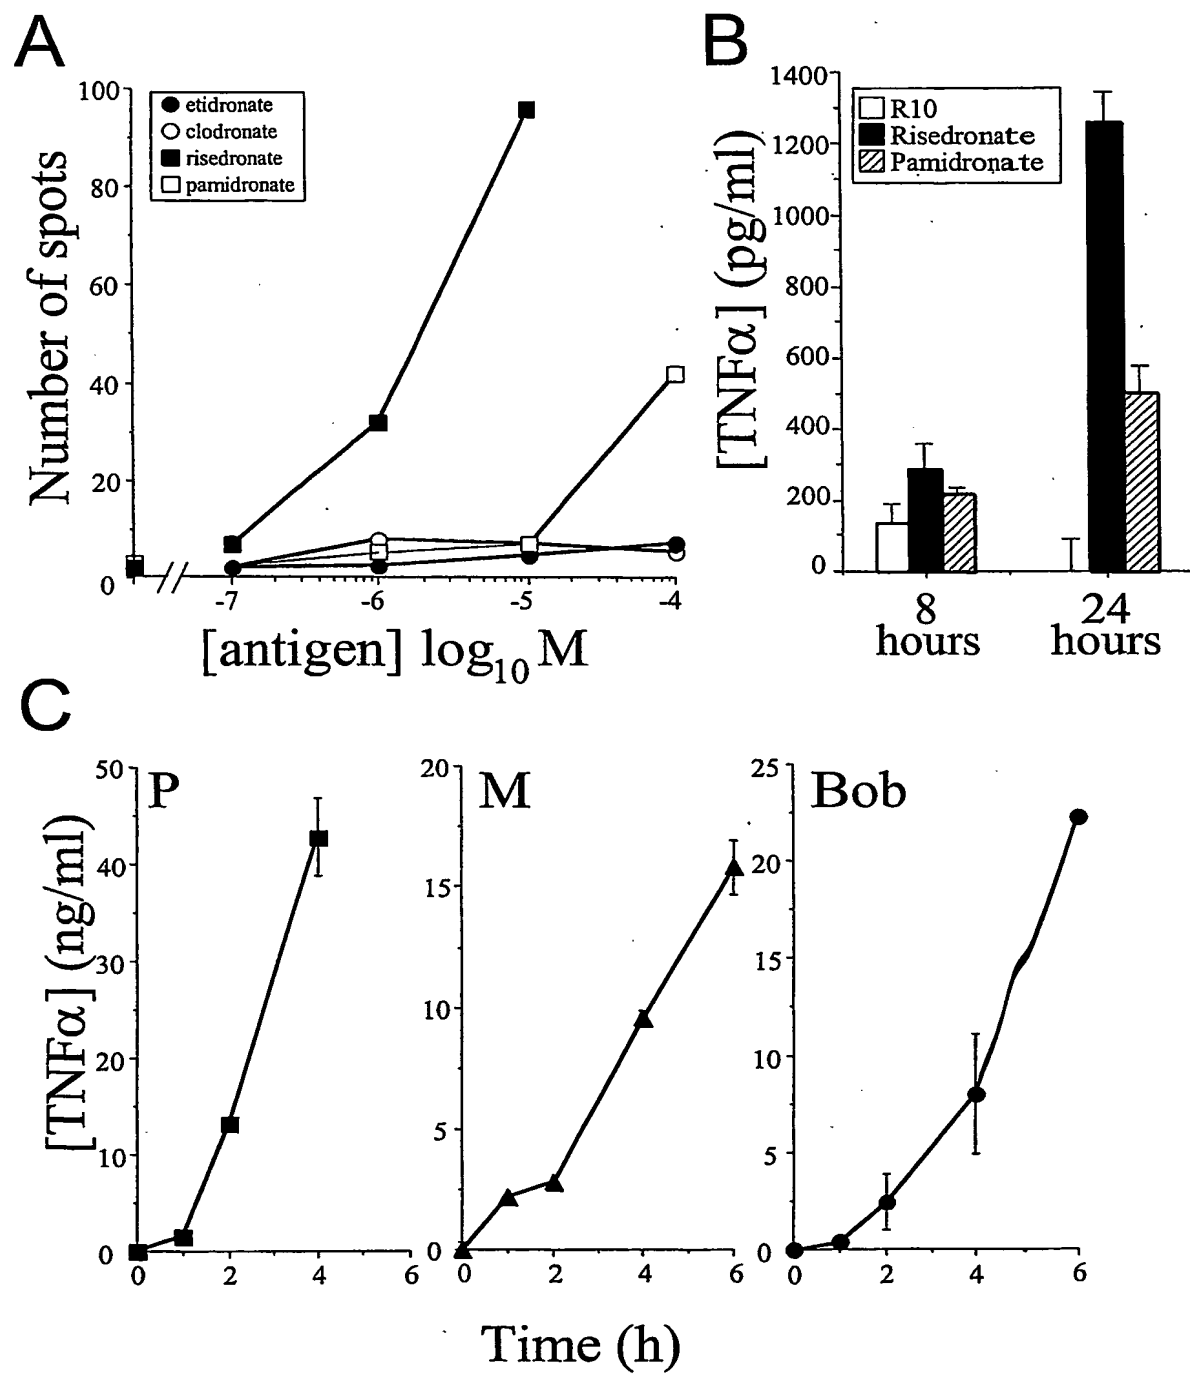 A
100
80
60
40
20
0
Number of spots
etidronate
clodronate
risedronate
pamidronate
-7 -6 -5 -4
[antigen] log10 M
B
1400
1200
1000
800
600
400
200
0
[TNFα] (pg/ml)
R10
Risedronate
Pamidronate
8 24
hours hours
C
[TNFα] (ng/ml)
P
50
40
30
20
10
0
0 2 4 6
M
20
15
10
5
0
0 2 4 6
Bob
25
20
15
10
5
0
0 2 4 6
Time (h)